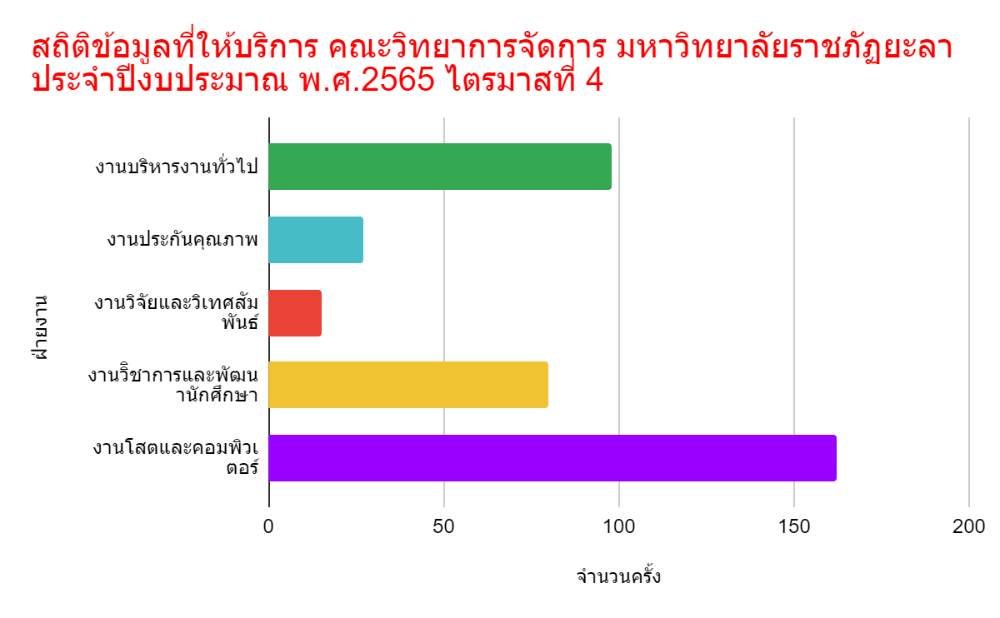 สถิติข้อมูลที่ให้บริการ คณะวิทยาการจัดการ มหาวิทยาลัยราชภัฏยะลา
ประจำปีงบประมาณ พ.ศ.2565 ไตรมาสที่ 4
งานบริหารงานทั่วไป
งานประกันคุณภาพ
งานวิจัยและวิเทศสัม
พันธ์
งานวิิชาการและพัฒน
านักศึกษา
งานโสตและคอมพิวเ
ตอร์
ฝ่ายงาน
0
50
100
150
200
จำนวนครั้ง